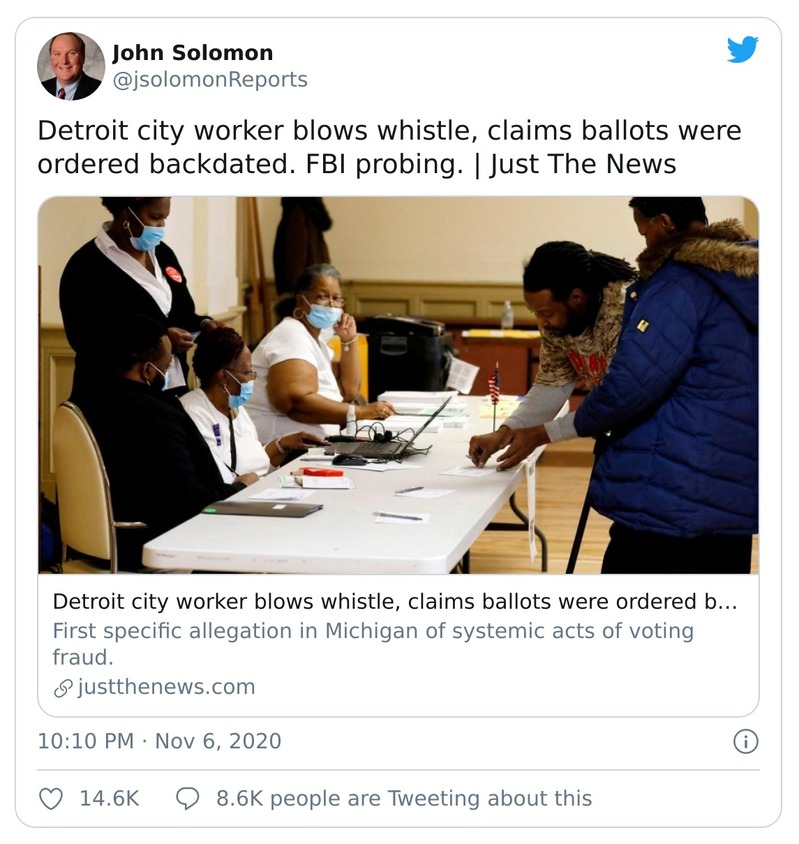 John Solomon
@jsolomonReports
Detroit city worker blows whistle, claims ballots were
ordered backdated. FBI probing. | Just The News
Detroit city worker blows whistle, claims ballots were ordered b...
First specific allegation in Michigan of systemic acts of voting
fraud.
justthenews.com
10:10 PM · Nov 6, 2020
14.6K 8.6K people are Tweeting about this